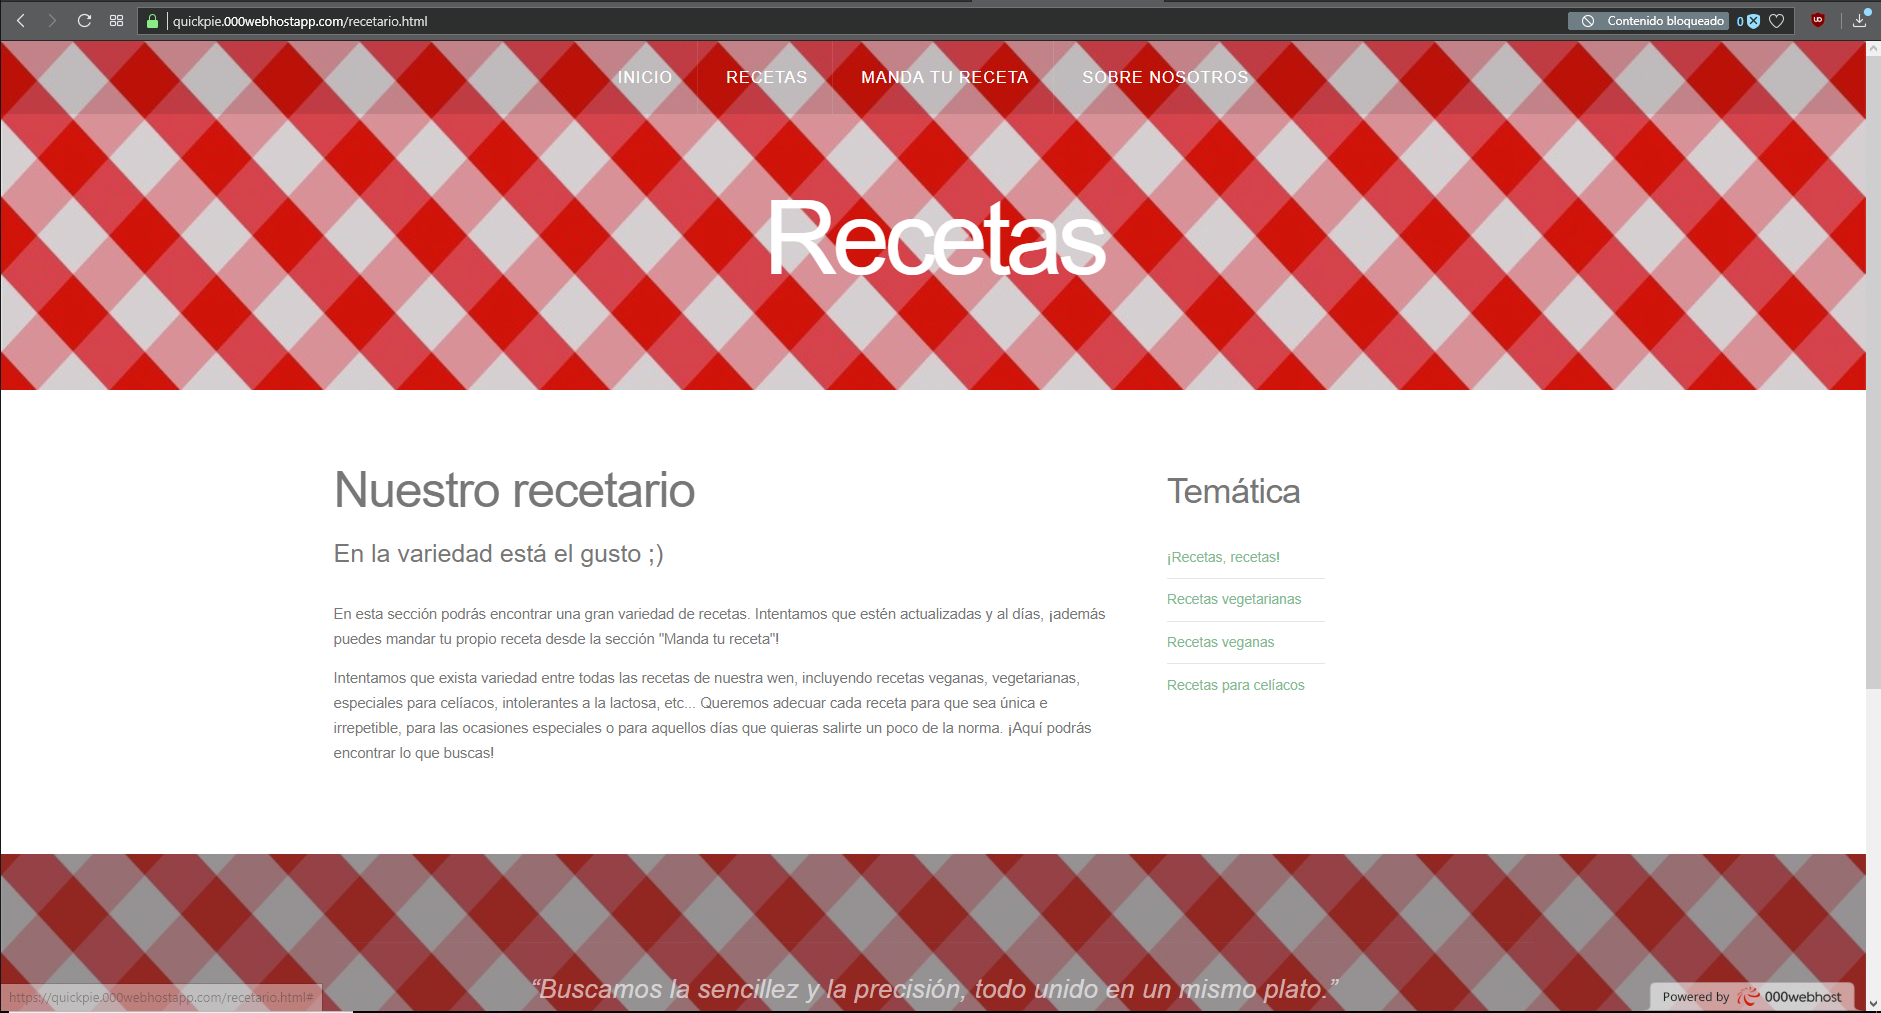 quickpie.000webhostapp.com/recetario.html
Contenido bloqueado
0
INICIO
RECETAS
MANDA TU RECETA
SOBRE NOSOTROS
Recetas
Nuestro recetario
En la variedad está el gusto ;)
En esta sección podrás encontrar una gran variedad de recetas. Intentamos que estén actualizadas y al días, ¡además
puedes mandar tu propio receta desde la sección "Manda tu receta"!
Intentamos que exista variedad entre todas las recetas de nuestra wen, incluyendo recetas veganas, vegetarianas,
especiales para celíacos, intolerantes a la lactosa, etc... Queremos adecuar cada receta para que sea única e
irrepetible, para las ocasiones especiales o para aquellos días que quieras salirte un poco de la norma. ¡Aquí podrás
encontrar lo que buscas!
Temática
¡Recetas, recetas!
Recetas vegetarianas
Recetas veganas
Recetas para celíacos
“Buscamos la sencillez y la precisión, todo unido en un mismo plato.”
https://quickpie.000webhostapp.com/recetario.html#
Powered by 000webhost